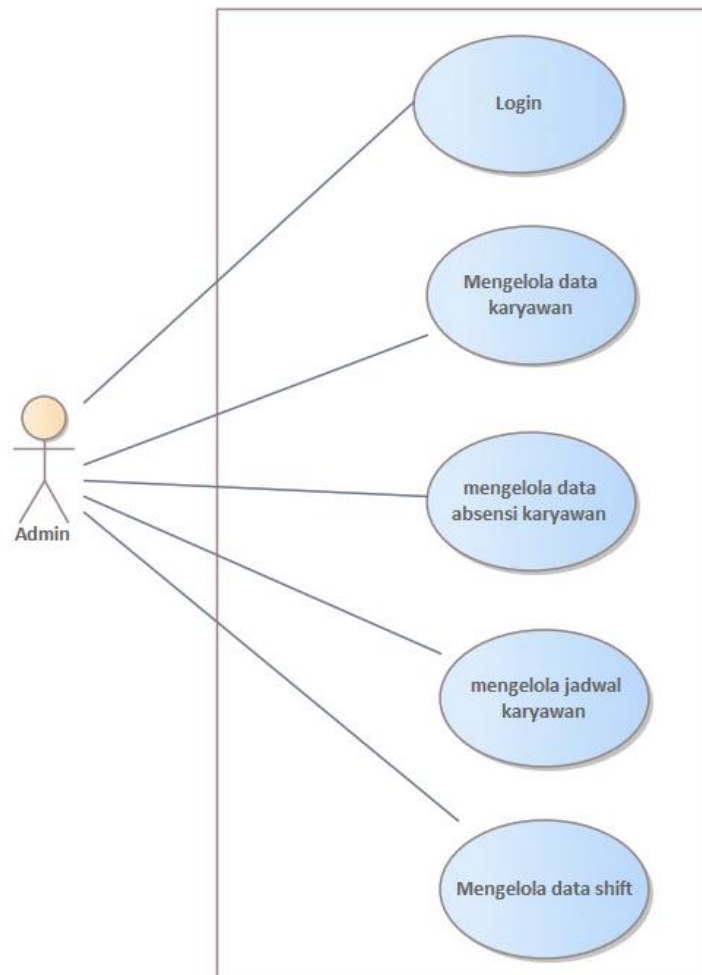 Login
Mengelola data
karyawan
mengelola data
absensi karyawan
Admin
mengelola jadwal
karyawan
Mengelola data shift